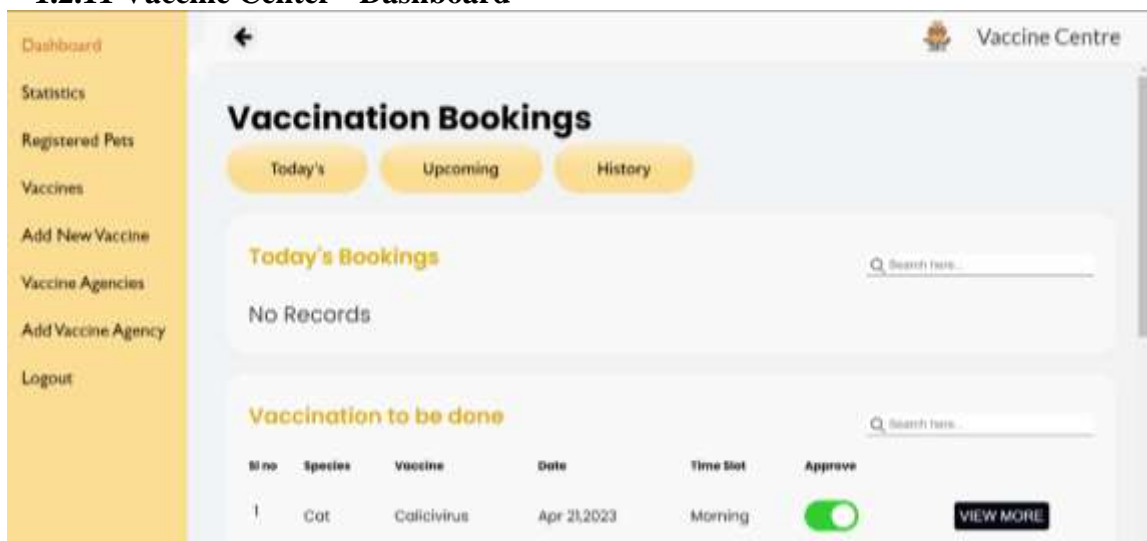 1.2.11 Vaccine Center - Dashboard
Dashboard
Statistics
Registered Pets
Vaccines
Add New Vaccine
Vaccine Agencies
Add Vaccine Agency
Logout
Vaccine Centre
Vaccination Bookings
Today's Upcoming History
Today's Bookings
Search here...
No Records
Vaccination to be done
Search here...
Sl no Species Vaccine Date Time Slot Approve
1 Cat Calicivirus Apr 21,2023 Morning VIEW MORE